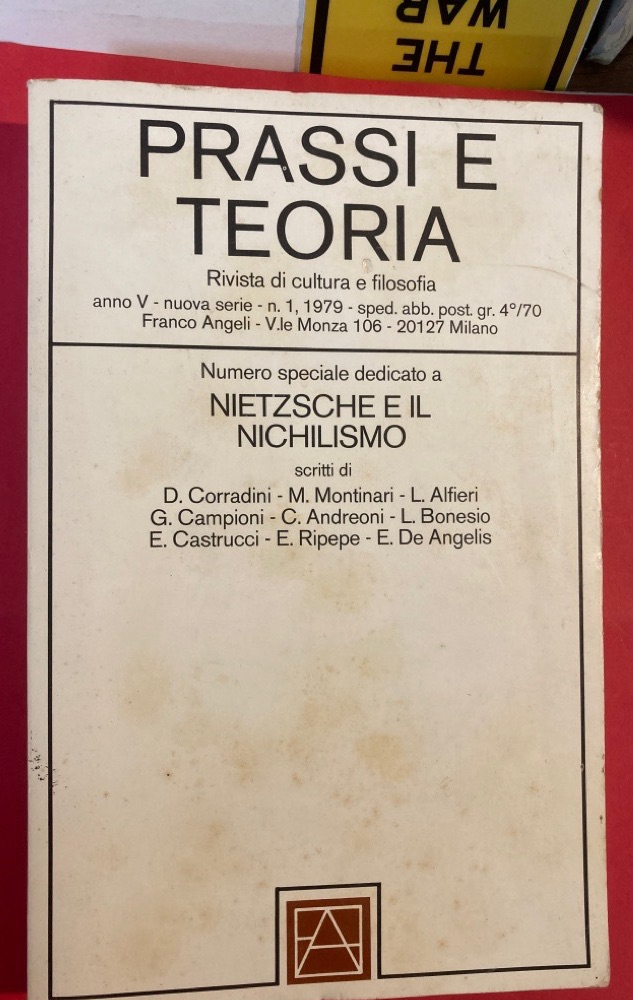 THE
WAR
PRASSI E
TEORIA
Rivista di cultura e filosofia
anno V - nuova serie - n. 1, 1979 - sped. abb. post. gr. 4°/70
Franco Angeli - V.le Monza 106 - 20127 Milano
Numero speciale dedicato a
NIETZSCHE E IL
NICHILISMO
scritti di
D. Corradini - M. Montinari - L. Alfieri
G. Campioni - C. Andreoni - L. Bonesio
E. Castrucci - E. Ripepe - E. De Angelis
FA